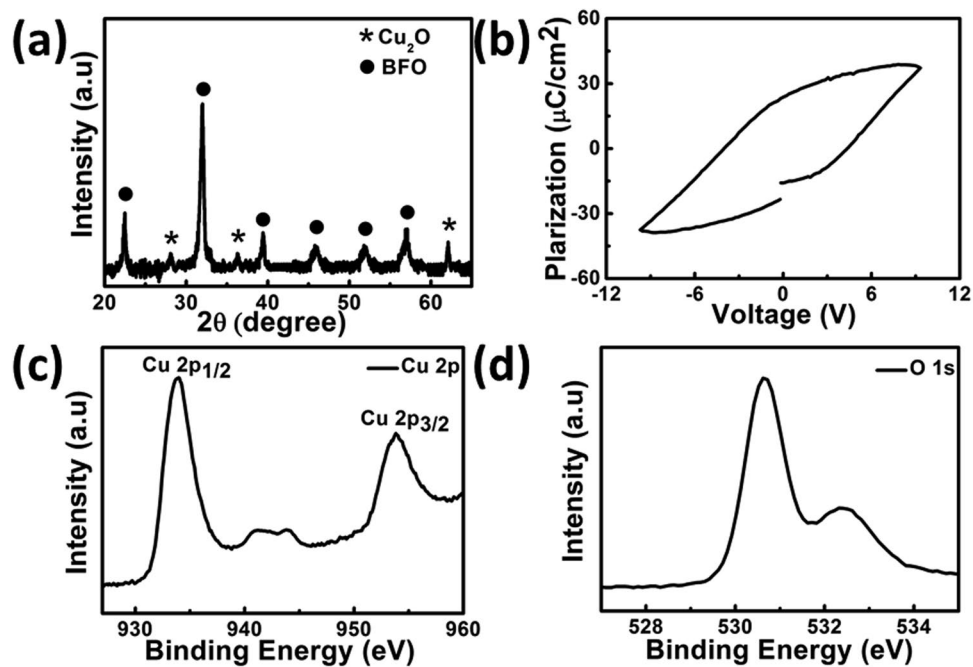 (a)
* Cu2O
● BFO
Intensity (a.u)
20 30 40 50 60
2θ (degree)
(b)
Plarization (μC/cm2)
60
30
0
-30
-60
-12 -6 0 6 12
Voltage (V)
(c)
Cu 2p1/2
Cu 2p
Cu 2p3/2
Intensity (a.u)
930 940 950 960
Binding Energy (eV)
(d)
O 1s
Intensity (a.u)
528 530 532 534
Binding Energy (eV)